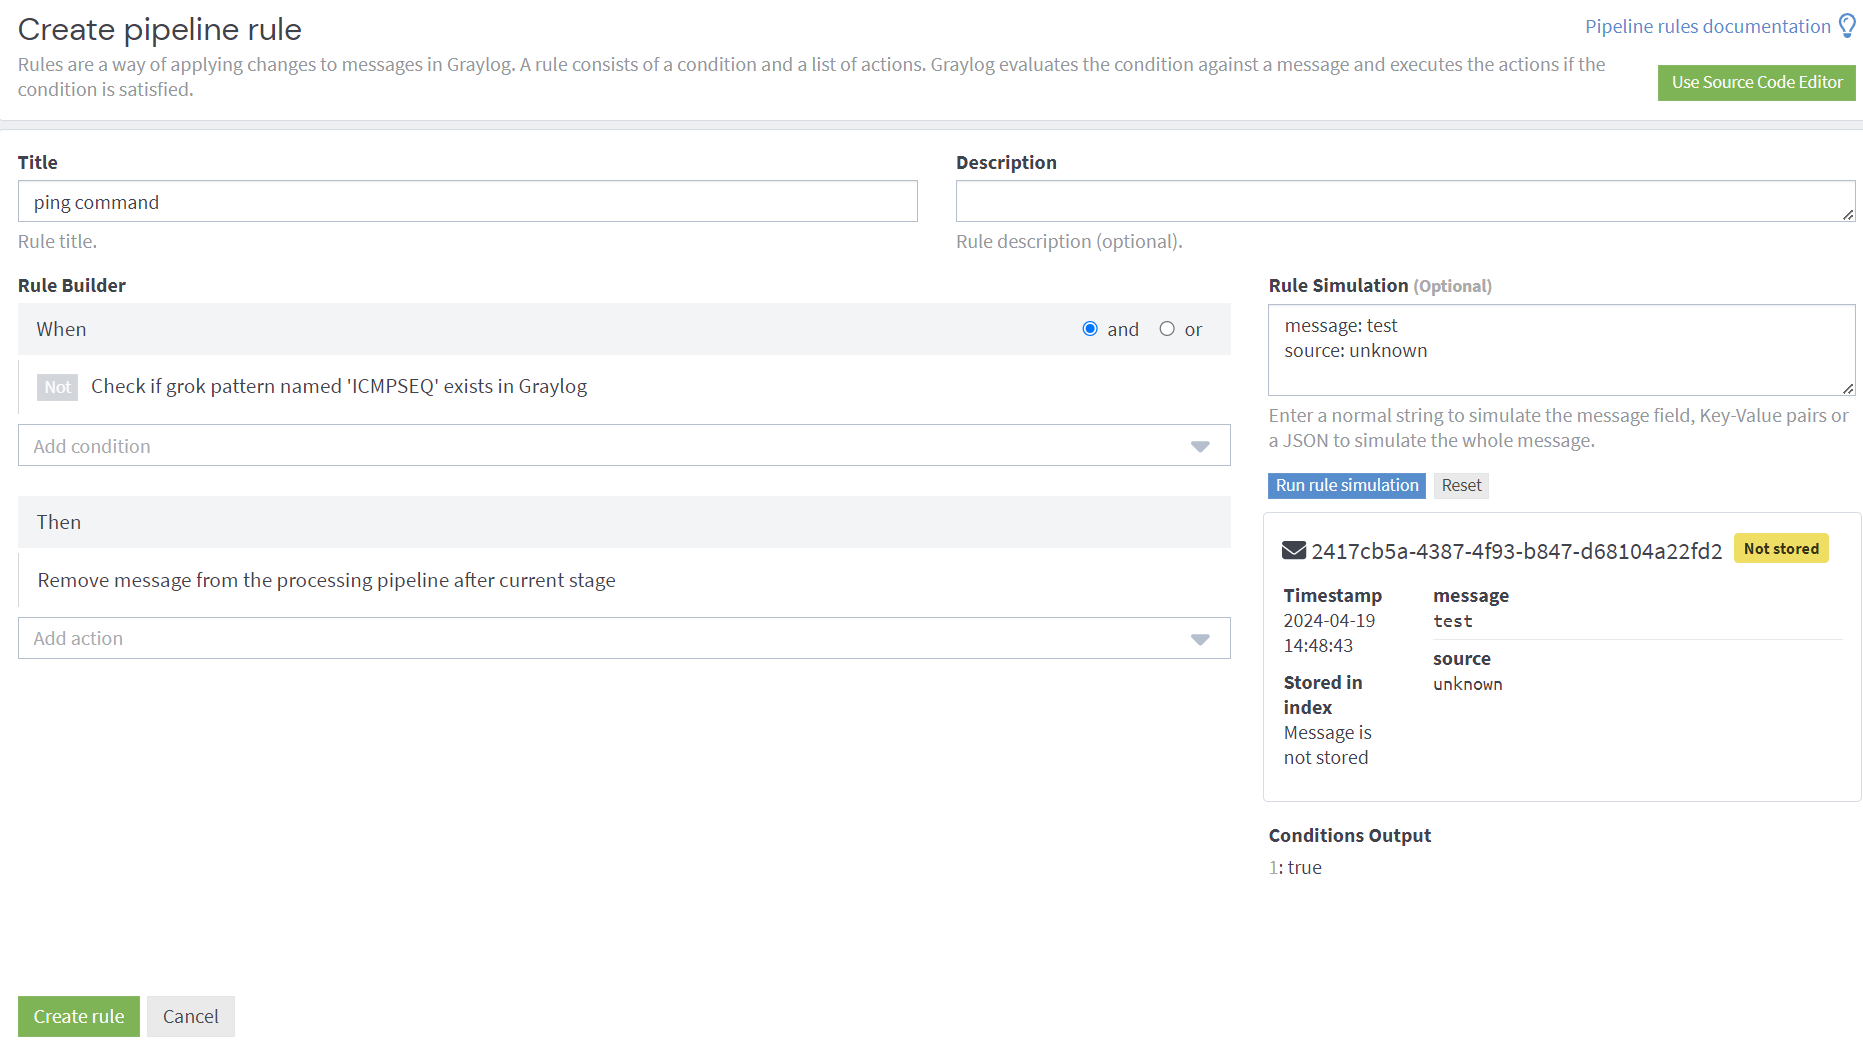 Create pipeline rule
Pipeline rules documentation
Rules are a way of applying changes to messages in Graylog. A rule consists of a condition and a list of actions. Graylog evaluates the condition against a message and executes the actions if the
condition is satisfied.
Use Source Code Editor
Title
Description
ping command
Rule title.
Rule description (optional).
Rule Builder
When
and
or
Not Check if grok pattern named 'ICMPSEQ' exists in Graylog
Add condition
Then
Remove message from the processing pipeline after current stage
Add action
Rule Simulation (Optional)
message: test
source: unknown
Enter a normal string to simulate the message field, Key-Value pairs or
a JSON to simulate the whole message.
Run rule simulation
Reset
2417cb5a-4387-4f93-b847-d68104a22fd2
Not stored
Timestamp
2024-04-19
14:48:43
Stored in
index
Message is
not stored
message
test
source
unknown
Conditions Output
1: true
Create rule
Cancel